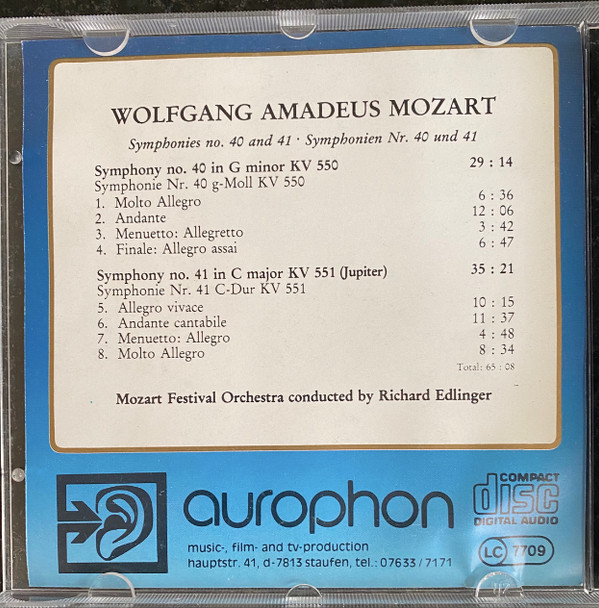 WOLFGANG AMADEUS MOZART
Symphonies no. 40 and 41 · Symphonien Nr. 40 und 41
Symphony no. 40 in G minor KV 550 29 : 14
Symphonie Nr. 40 g-Moll KV 550
1. Molto Allegro 6 : 36
2. Andante 12 : 06
3. Menuetto: Allegretto 3 : 42
4. Finale: Allegro assai 6 : 47
Symphony no. 41 in C major KV 551 (Jupiter) 35 : 21
Symphonie Nr. 41 C-Dur KV 551
5. Allegro vivace 10 : 15
6. Andante cantabile 11 : 37
7. Menuetto: Allegro 4 : 48
8. Molto Allegro 8 : 34
Total: 65 : 08
Mozart Festival Orchestra conducted by Richard Edlinger
aurophon
COMPACT
disc
DIGITAL AUDIO
music-, film- and tv-production
hauptstr. 41, d-7813 staufen, tel.: 07633/7171
LC 7709